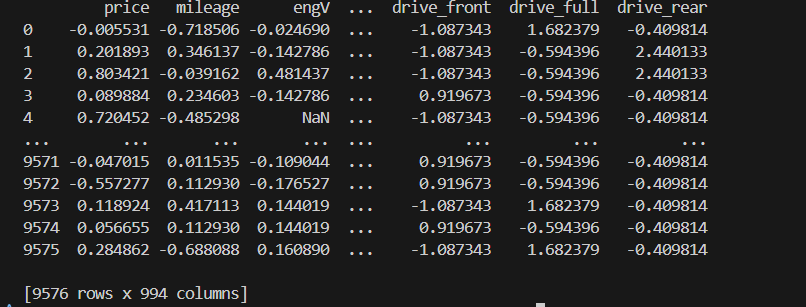 price mileage engV ... drive_front drive_full drive_rear
0 -0.005531 -0.718506 -0.024690 ... -1.087343 1.682379 -0.409814
1 0.201893 0.346137 -0.142786 ... -1.087343 -0.594396 2.440133
2 0.803421 -0.039162 0.481437 ... -1.087343 -0.594396 2.440133
3 0.089884 0.234603 -0.142786 ... 0.919673 -0.594396 -0.409814
4 0.720452 -0.485298 NaN ... -1.087343 -0.594396 -0.409814
... ... ... ... ... ... ... ...
9571 -0.047015 0.011535 -0.109044 ... 0.919673 -0.594396 -0.409814
9572 -0.557277 0.112930 -0.176527 ... 0.919673 -0.594396 -0.409814
9573 0.118924 0.417113 0.144019 ... -1.087343 1.682379 -0.409814
9574 0.056655 0.112930 0.144019 ... 0.919673 -0.594396 -0.409814
9575 0.284862 -0.688088 0.160890 ... -1.087343 1.682379 -0.409814
[9576 rows x 994 columns]